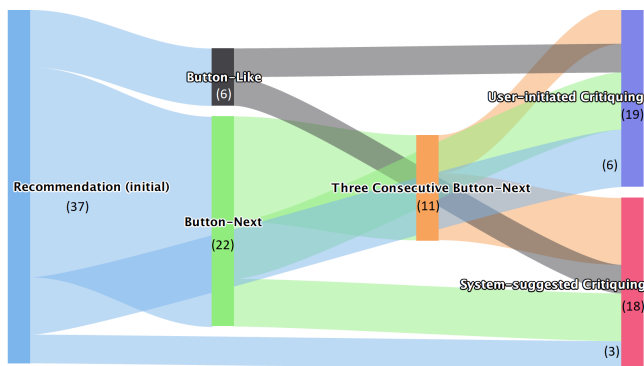 Button-Like
(6)
User-initiated Critiquing
(19)
(6)
Recommendation (initial)
(37)
Three Consecutive Button-Next
(11)
Button-Next
(22)
System-suggested Critiquing
(18)
(3)